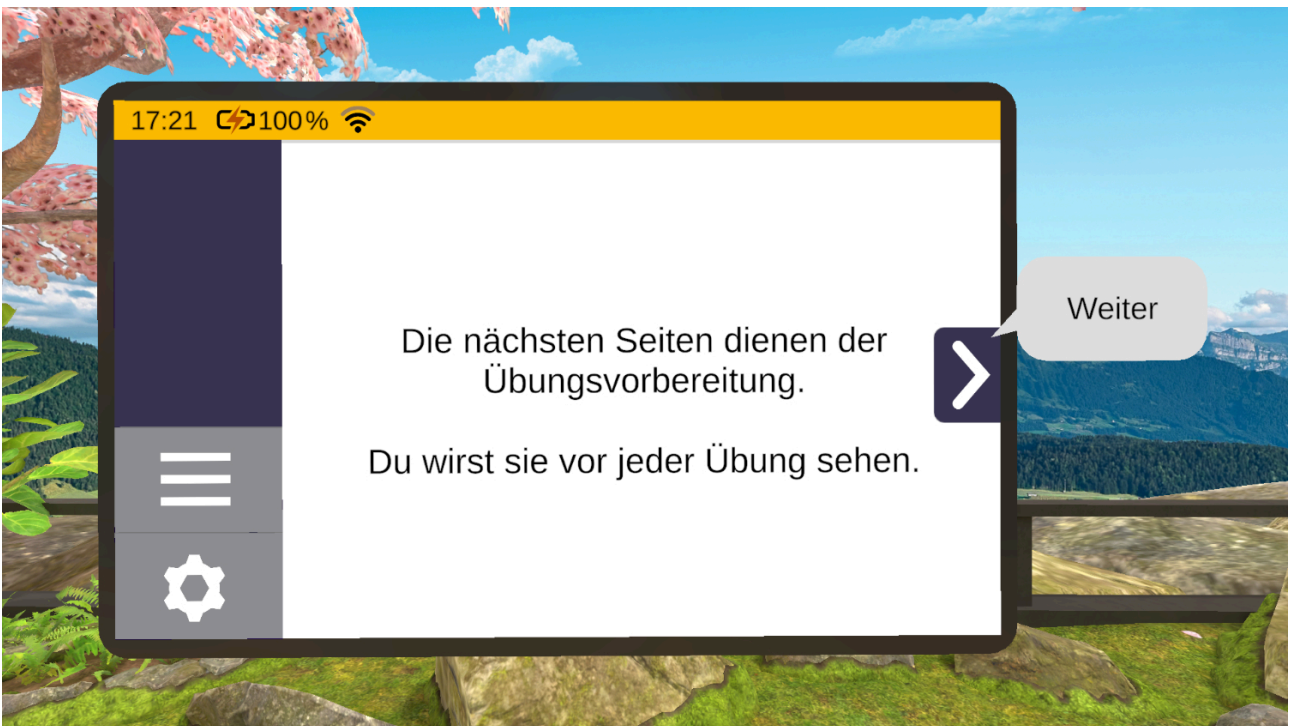 17:21 100%
Die nächsten Seiten dienen der
Übungsvorbereitung.
Du wirst sie vor jeder Übung sehen.
Weiter